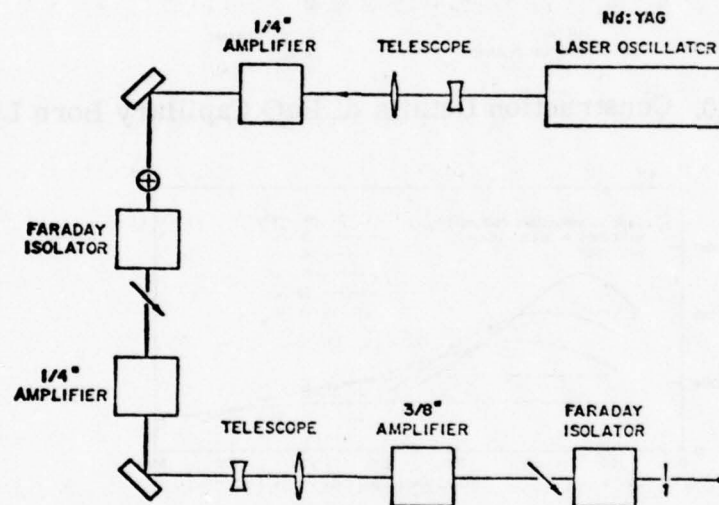 1/4"
AMPLIFIER
TELESCOPE
Nd:YAG
LASER OSCILLATOR
FARADAY
ISOLATOR
1/4"
AMPLIFIER
TELESCOPE
3/8"
AMPLIFIER
FARADAY
ISOLATOR